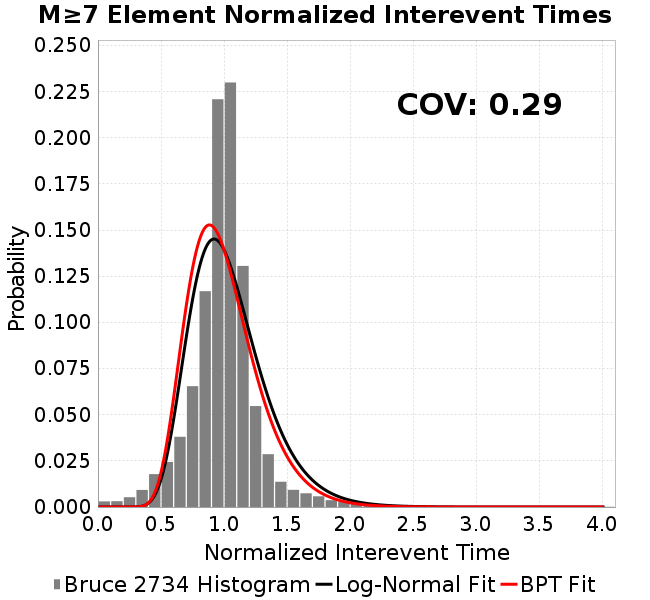 M≥7 Element Normalized Interevent Times
COV: 0.29
Probability
0.250
0.225
0.200
0.175
0.150
0.125
0.100
0.075
0.050
0.025
0.000
0.0 0.5 1.0 1.5 2.0 2.5 3.0 3.5 4.0
Normalized Interevent Time
Bruce 2734 Histogram Log-Normal Fit BPT Fit